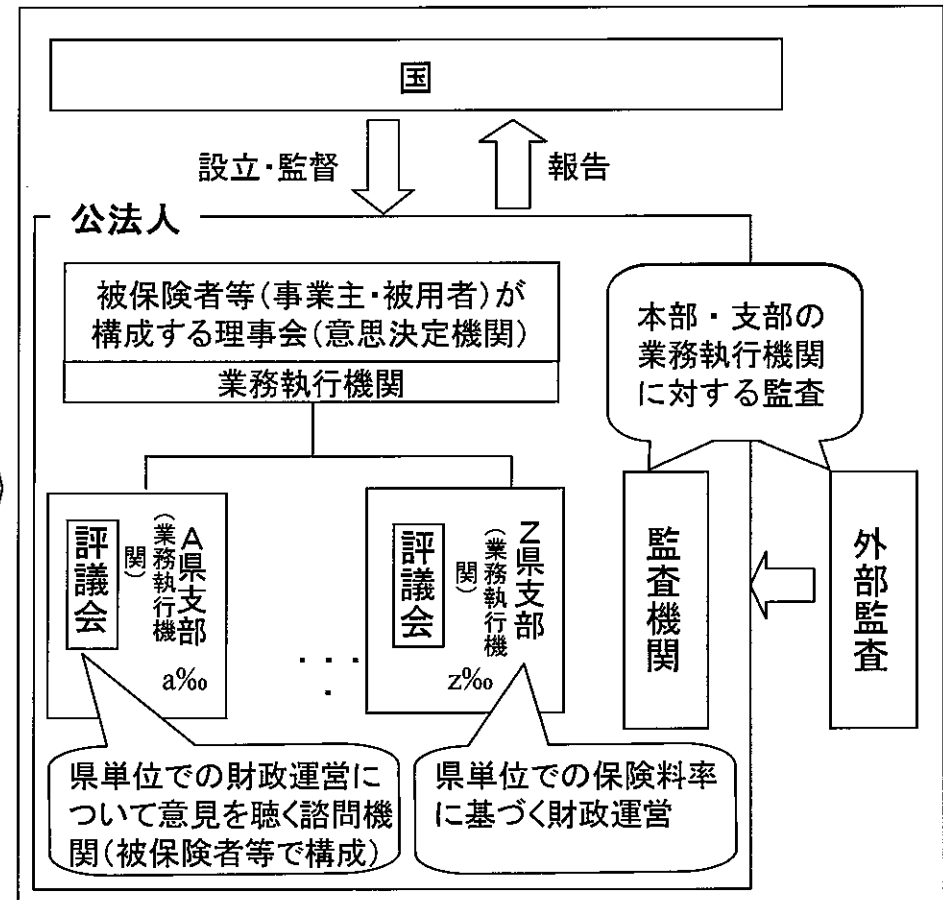 国
設立・監督
報告
公法人
被保険者等(事業主・被用者)が
構成する理事会(意思決定機関)
業務執行機関
本部・支部の
業務執行機関
に対する監査
A県支部
(業務執行機
関)
評議会
a‰
・・・
Z県支部
(業務執行機
関)
評議会
z‰
監査機関
外部監査
県単位での財政運営に
ついて意見を聴く諮問機
関(被保険者等で構成)
県単位での保険料率
に基づく財政運営